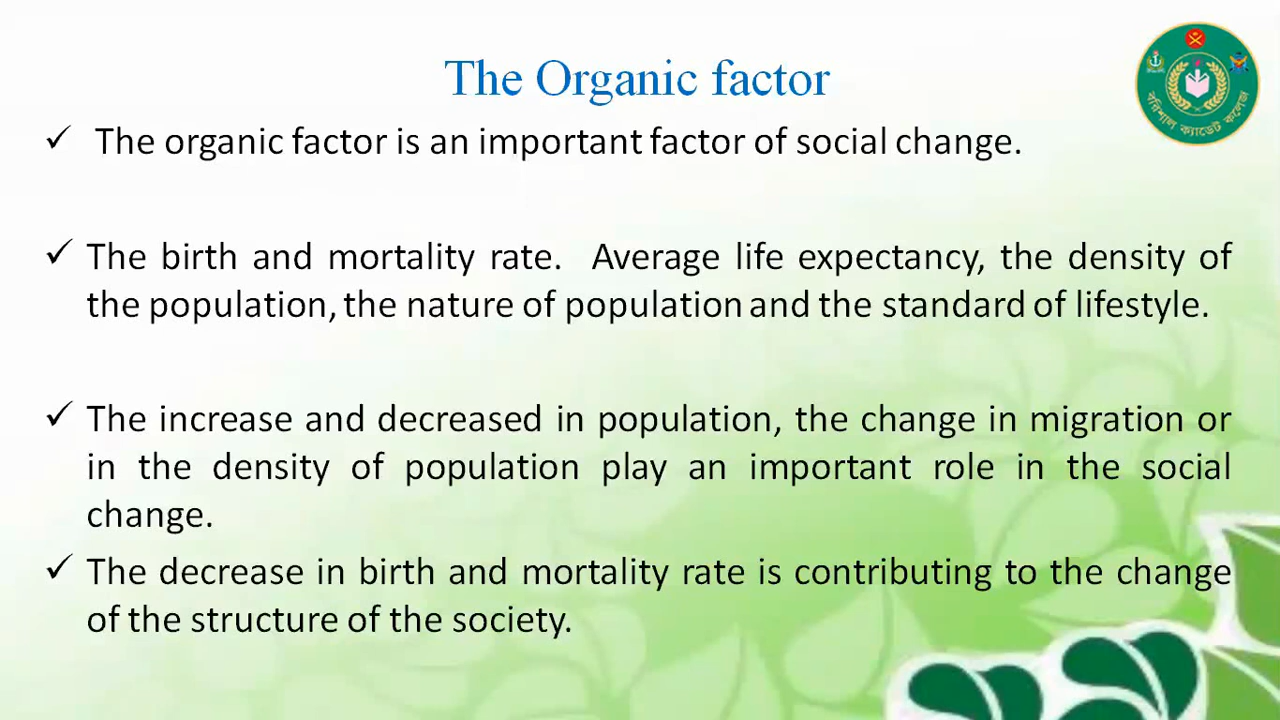 The Organic factor
বরিশাল ক্যাডেট কলেজ
✓ The organic factor is an important factor of social change.
✓ The birth and mortality rate. Average life expectancy, the density of
the population, the nature of population and the standard of lifestyle.
✓ The increase and decreased in population, the change in migration or
in the density of population play an important role in the social
change.
✓ The decrease in birth and mortality rate is contributing to the change
of the structure of the society.